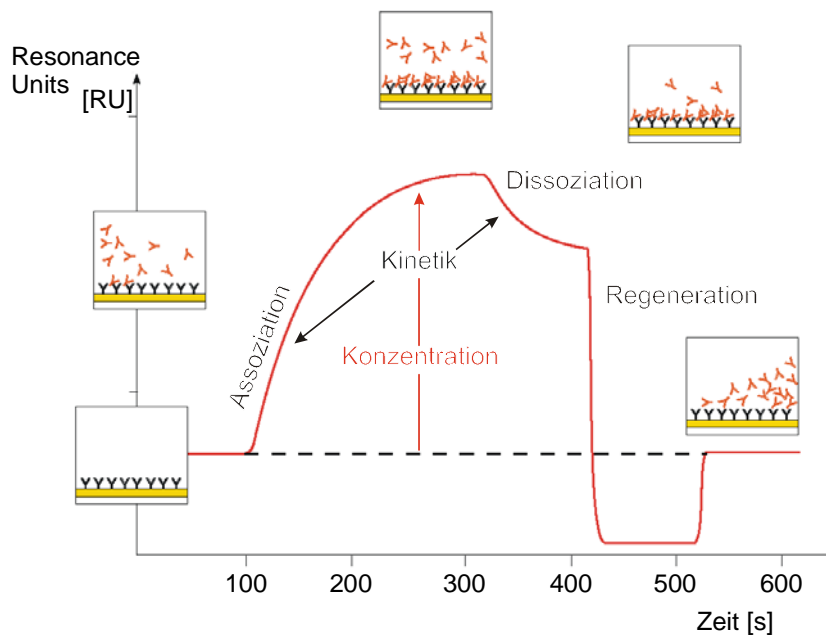 Resonance
Units
[RU]
Dissoziation
Kinetik
Assoziation
Regeneration
Konzentration
100
200
300
400
500
600
Zeit [s]